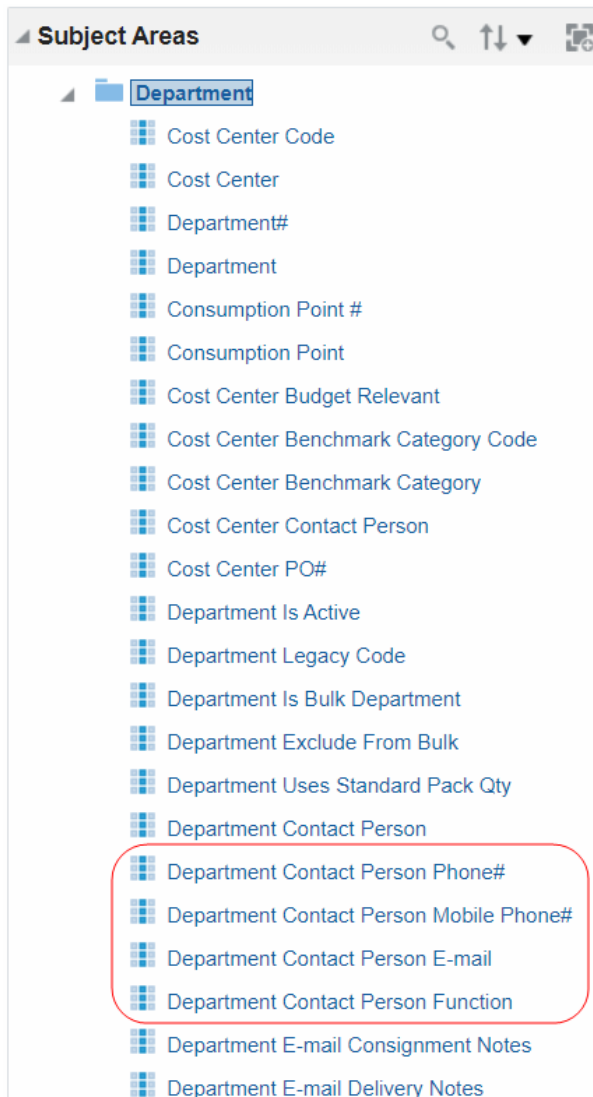 Subject Areas
Department
Cost Center Code
Cost Center
Department#
Department
Consumption Point #
Consumption Point
Cost Center Budget Relevant
Cost Center Benchmark Category Code
Cost Center Benchmark Category
Cost Center Contact Person
Cost Center PO#
Department Is Active
Department Legacy Code
Department Is Bulk Department
Department Exclude From Bulk
Department Uses Standard Pack Qty
Department Contact Person
Department Contact Person Phone#
Department Contact Person Mobile Phone#
Department Contact Person E-mail
Department Contact Person Function
Department E-mail Consignment Notes
Department E-mail Delivery Notes